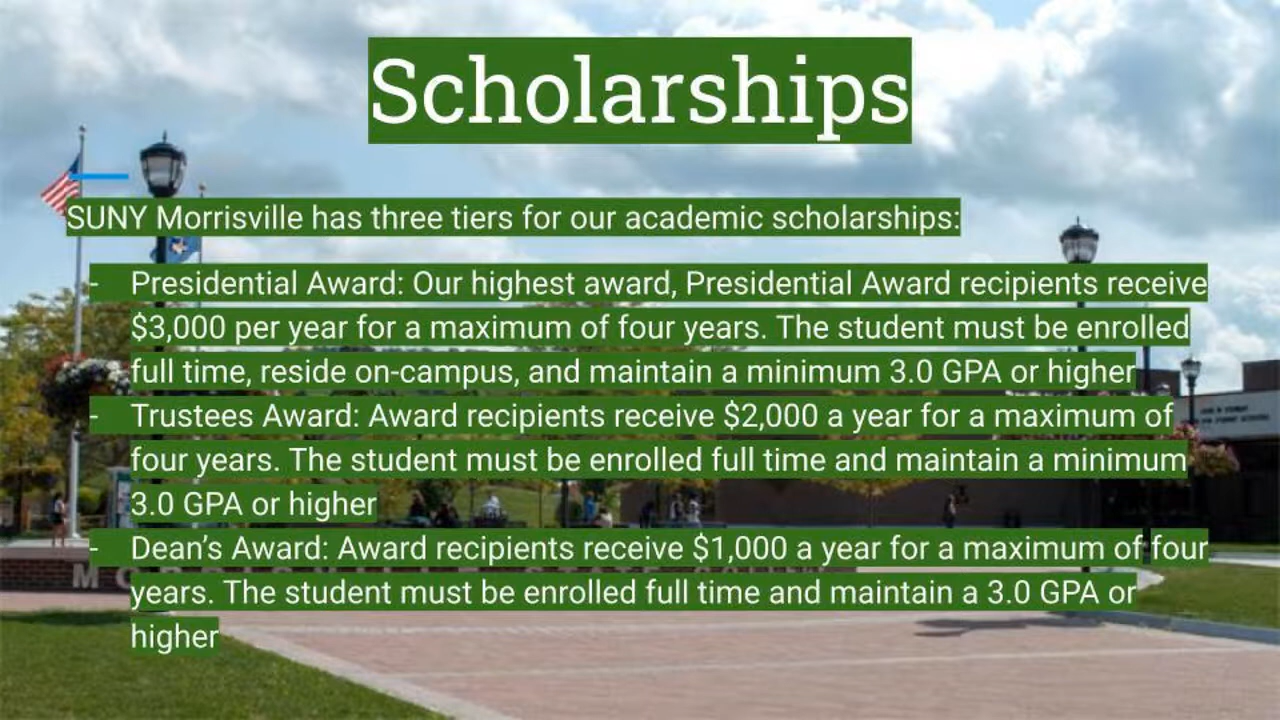 Scholarships
SUNY Morrisville has three tiers for our academic scholarships:
- Presidential Award: Our highest award, Presidential Award recipients receive
$3,000 per year for a maximum of four years. The student must be enrolled
full time, reside on-campus, and maintain a minimum 3.0 GPA or higher
- Trustees Award: Award recipients receive $2,000 a year for a maximum of
four years. The student must be enrolled full time and maintain a minimum
3.0 GPA or higher
- Dean’s Award: Award recipients receive $1,000 a year for a maximum of four
years. The student must be enrolled full time and maintain a 3.0 GPA or
higher